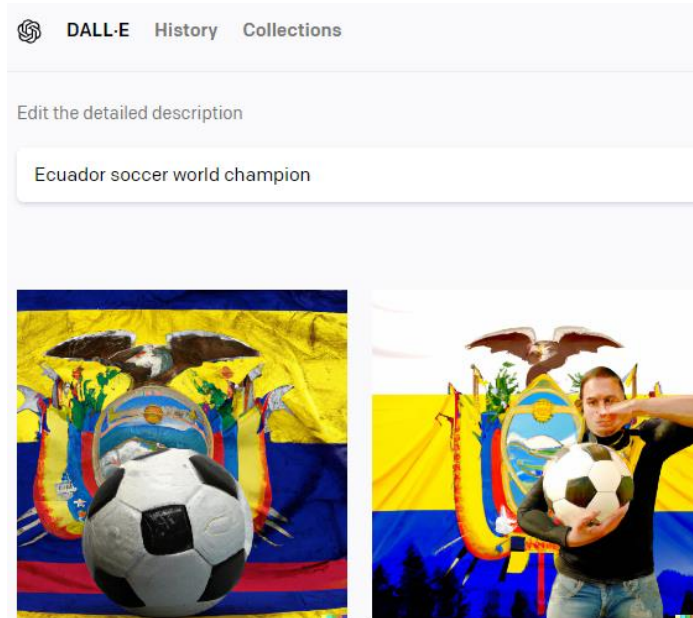 DALL·E History Collections
Edit the detailed description
Ecuador soccer world champion